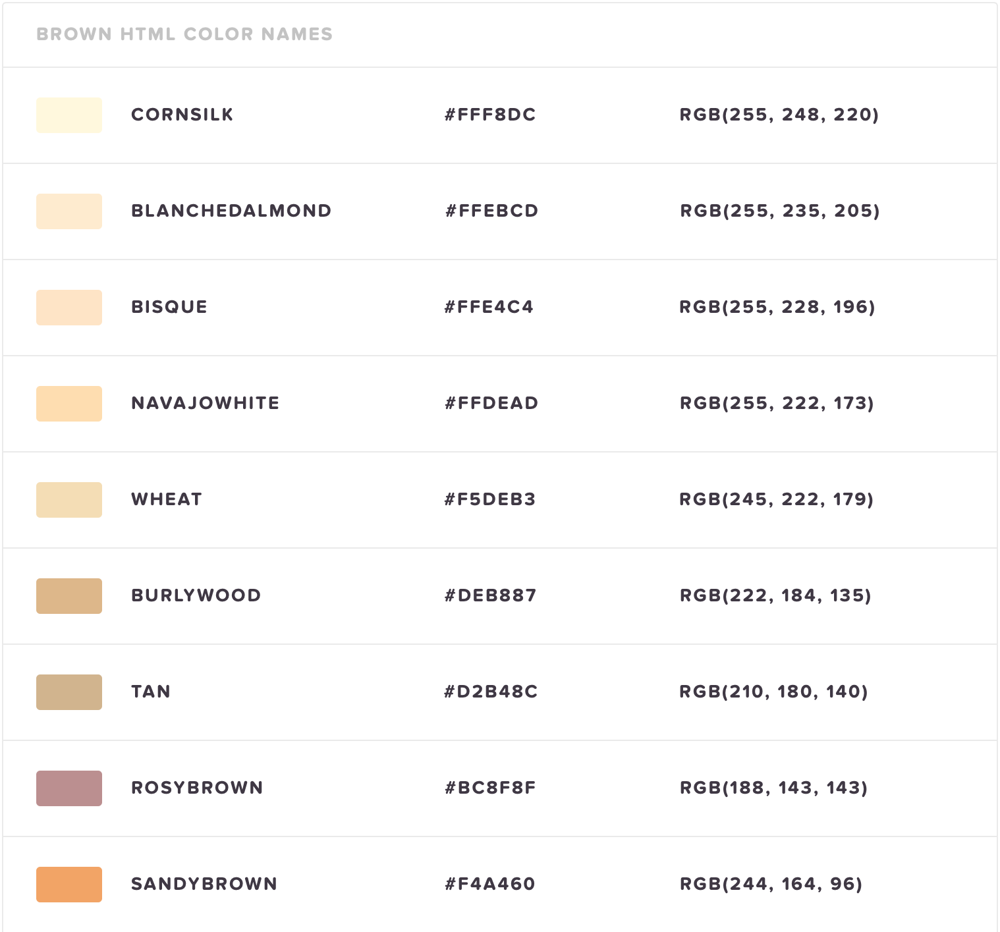 BROWN HTML COLOR NAMES
CORNSILK #FFF8DC RGB(255, 248, 220)
BLANCHEDALMOND #FFEBCD RGB(255, 235, 205)
BISQUE #FFE4C4 RGB(255, 228, 196)
NAVAJOWHITE #FFDEAD RGB(255, 222, 173)
WHEAT #F5DEB3 RGB(245, 222, 179)
BURLYWOOD #DEB887 RGB(222, 184, 135)
TAN #D2B48C RGB(210, 180, 140)
ROSYBROWN #BC8F8F RGB(188, 143, 143)
SANDYBROWN #F4A460 RGB(244, 164, 96)